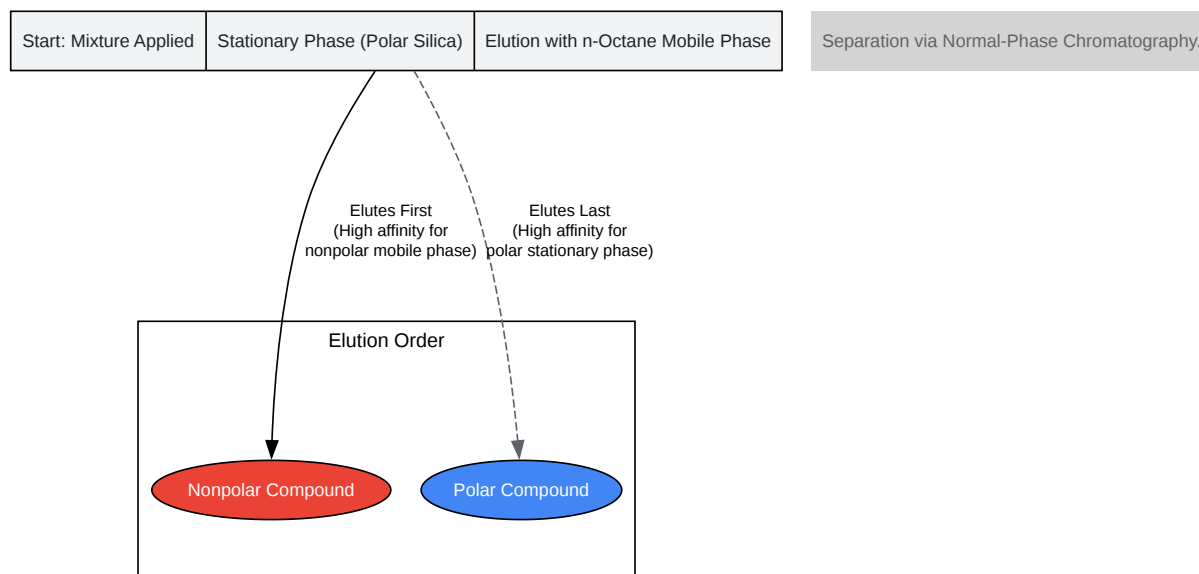 Start: Mixture Applied
Stationary Phase (Polar Silica)
Elution with n-Octane Mobile Phase
Separation via Normal-Phase Chromatography.
Elutes First
(High affinity for
nonpolar mobile phase)
Elutes Last
(High affinity for
polar stationary phase)
Elution Order
Nonpolar Compound
Polar Compound